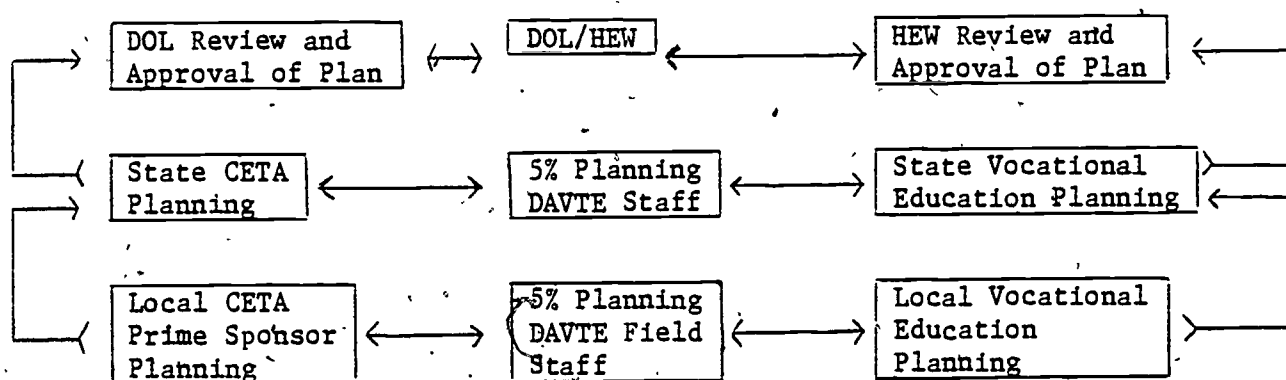 DOL Review and
Approval of Plan
DOL/HEW
HEW Review and
Approval of Plan
State CETA
Planning
5% Planning
DAVTE Staff
State Vocational
Education Planning
Local CETA
Prime Sponsor
Planning
5% Planning
DAVTE Field
Staff
Local Vocational
Education
Planning